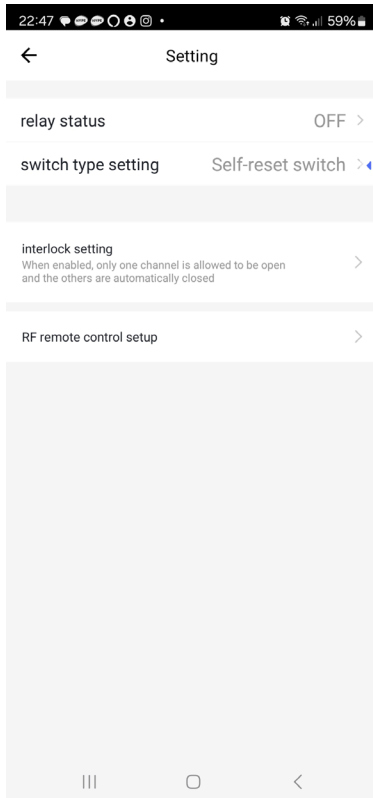 22:47 59%
Setting
relay status OFF
switch type setting Self-reset switch
interlock setting
When enabled, only one channel is allowed to be open
and the others are automatically closed
RF remote control setup